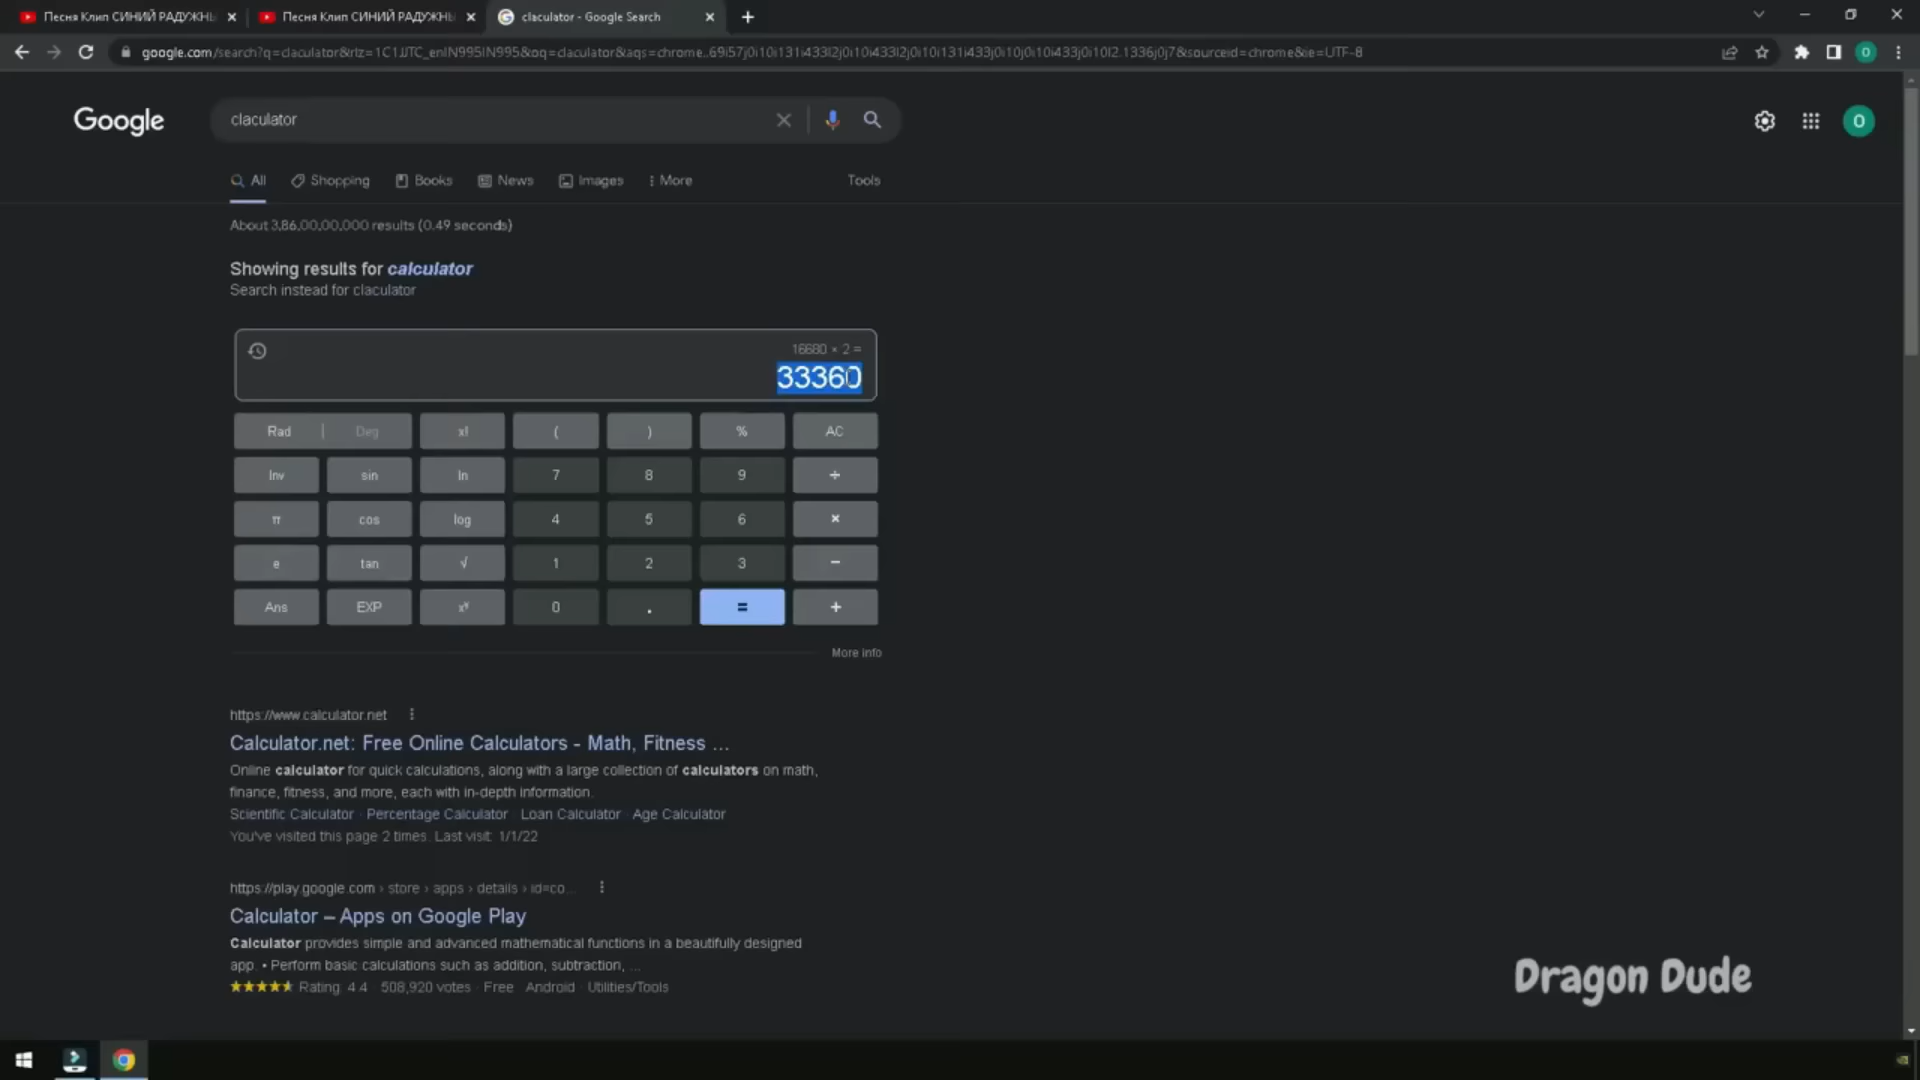 Песня Клип СИНИЙ РАДУЖНЫ
Песня Клип СИНИЙ РАДУЖНЫ
claculator - Google Search
google.com/search?q=claculator&rlz=1C1JJTC_enIN995IN995&oq=claculator&aqs=chrome..69i57j0i10i131i433l2j0i10i433l2j0i10i131i433j0i10j0i10i433j0i10l2.1336j0j7&sourceid=chrome&ie=UTF-8
O
Google
claculator
O
All
Shopping
Books
News
Images
More
Tools
About 3,86,00,00,000 results (0.49 seconds)
Showing results for calculator
Search instead for claculator
16680 × 2 =
33360
Rad | Deg x! ( ) % AC
Inv sin ln 7 8 9 ÷
π cos log 4 5 6 ×
e tan √ 1 2 3 −
Ans EXP xʸ 0 . = +
More info
https://www.calculator.net
Calculator.net: Free Online Calculators - Math, Fitness ...
Online calculator for quick calculations, along with a large collection of calculators on math,
finance, fitness, and more, each with in-depth information.
Scientific Calculator · Percentage Calculator · Loan Calculator · Age Calculator
You've visited this page 2 times. Last visit: 1/1/22
https://play.google.com › store › apps › details › id=co...
Calculator – Apps on Google Play
Calculator provides simple and advanced mathematical functions in a beautifully designed
app. • Perform basic calculations such as addition, subtraction, ...
Rating: 4.4 · 508,920 votes · Free · Android · Utilities/Tools
Dragon Dude